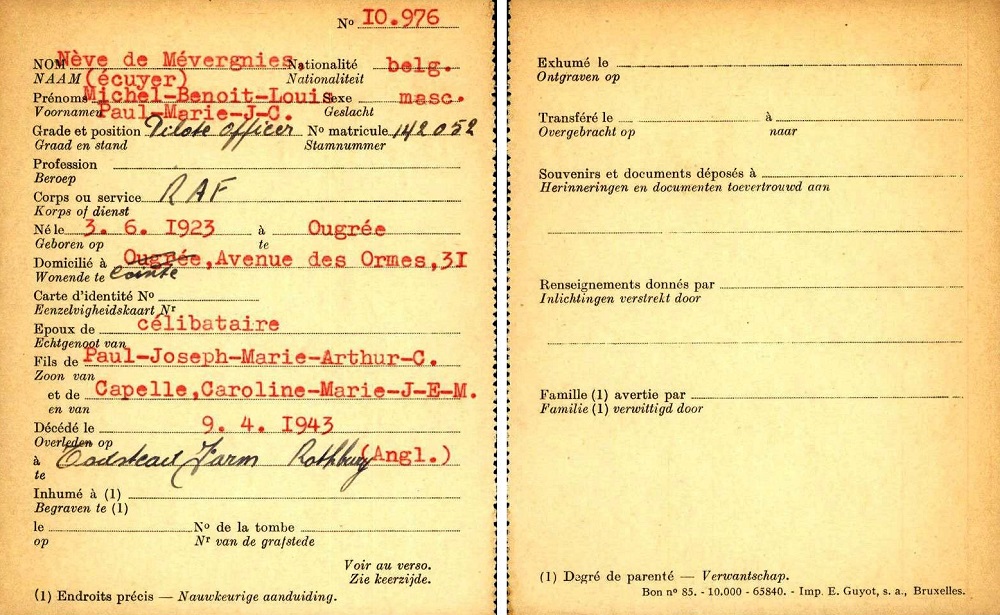 Nº 10.976
NOM Nève de Mévergnies, Nationalité belg.
NAAM (écuyer) Nationaliteit
Prénoms Michel-Benoit-Louis Sexe masc.
Voornamen Paul-Marie-J-C. Geslacht
Grade et position Pilote Officer Nº matricule 142052
Graad en stand Stamnummer
Profession
Beroep
Corps ou service RAF
Korps of dienst
Né le 3. 6. 1923 à Ougrée
Geboren op te
Domicilié à Ougrée, Avenue des Ormes, 31
Wonende te cointe
Carte d'identité Nº
Eenzelvigheidskaart Nr
Epoux de célibataire
Echtgenoot van
Fils de Paul-Joseph-Marie-Arthur-C.
Zoon van
et de Capelle, Caroline-Marie-J-E-M.
en van
Décédé le 9. 4. 1943
Overleden op
à Farm Rothbury (Angl.)
te
Inhumé à (1)
Begraven te (1)
le Nº de la tombe
op Nr van de grafstede
Voir au verso.
Zie keerzijde.
(1) Endroits précis — Nauwkeurige aanduiding.
Exhumé le
Ontgraven op
Transféré le à
Overgebracht op naar
Souvenirs et documents déposés à
Herinneringen en documenten toevertrouwd aan
Renseignements donnés par
Inlichtingen verstrekt door
Famille (1) avertie par
Familie (1) verwittigd door
(1) Degré de parenté — Verwantschap.
Bon nº 85. - 10.000 - 65840. - Imp. E. Guyot, s. a., Bruxelles.